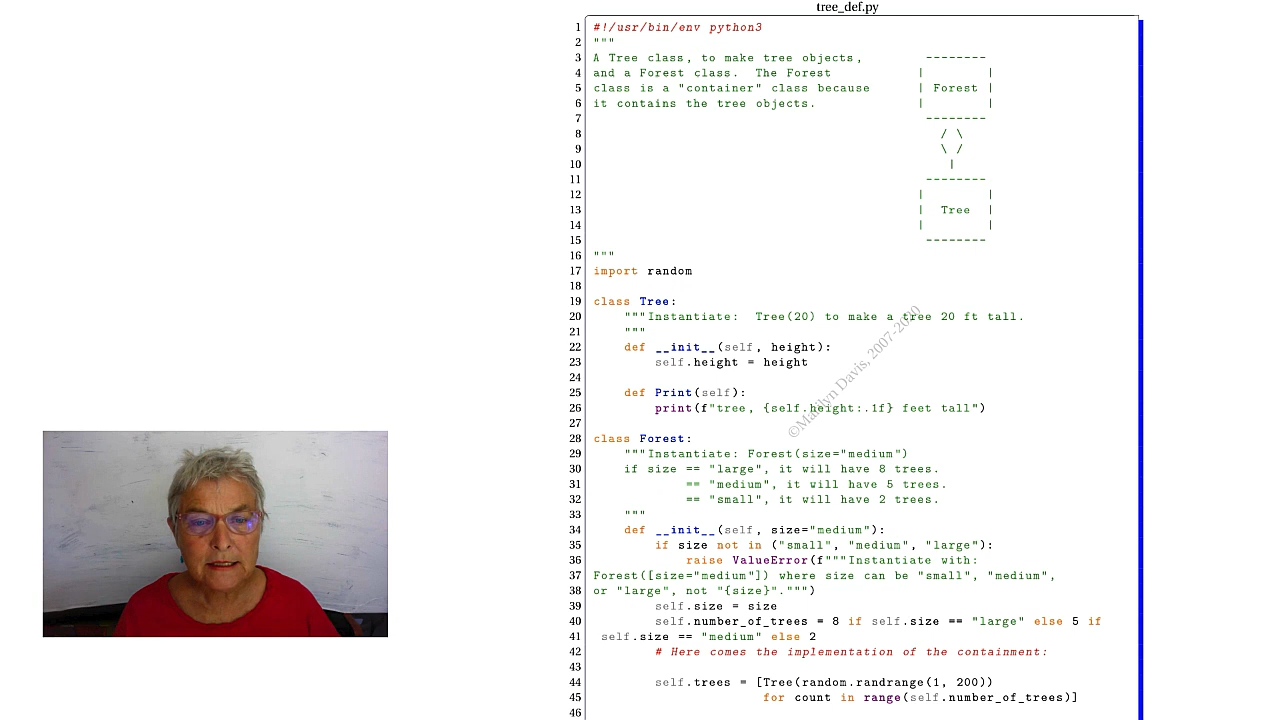 tree_def.py
1 #!/usr/bin/env python3
2 """
3 A Tree class, to make tree objects,            --------
4 and a Forest class.  The Forest               |        |
5 class is a "container" class because          | Forest |
6 it contains the tree objects.                 |        |
7                                                --------
8                                                  / \
9                                                  \ /
10                                                  |
11                                               --------
12                                              |        |
13                                              |  Tree  |
14                                              |        |
15                                               --------
16 """
17 import random
18
19 class Tree:
20     """Instantiate:  Tree(20) to make a tree 20 ft tall.
21     """
22     def __init__(self, height):
23         self.height = height
24
25     def Print(self):
26         print(f"tree, {self.height:.1f} feet tall")
27
28 class Forest:
29     """Instantiate: Forest(size="medium")
30     if size == "large", it will have 8 trees.
31             == "medium", it will have 5 trees.
32             == "small", it will have 2 trees.
33     """
34     def __init__(self, size="medium"):
35         if size not in ("small", "medium", "large"):
36             raise ValueError(f"""Instantiate with:
37 Forest([size="medium"]) where size can be "small", "medium",
38 or "large", not "{size}".""")
39         self.size = size
40         self.number_of_trees = 8 if self.size == "large" else 5 if
41  self.size == "medium" else 2
42         # Here comes the implementation of the containment:
43
44         self.trees = [Tree(random.randrange(1, 200))
45                       for count in range(self.number_of_trees)]
46
©Marilyn Davis, 2007-2020